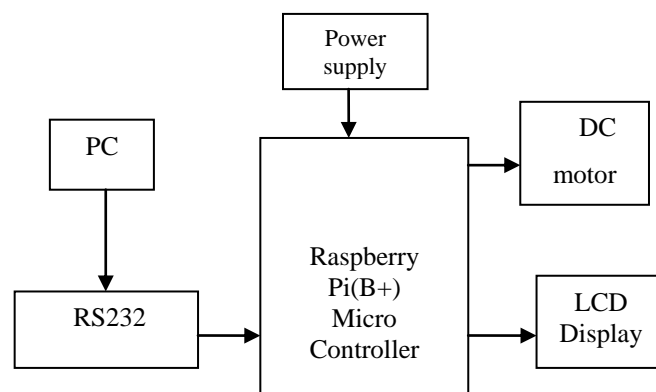 Power
supply
PC
DC
motor
Raspberry
Pi(B+)
Micro
Controller
RS232
LCD
Display